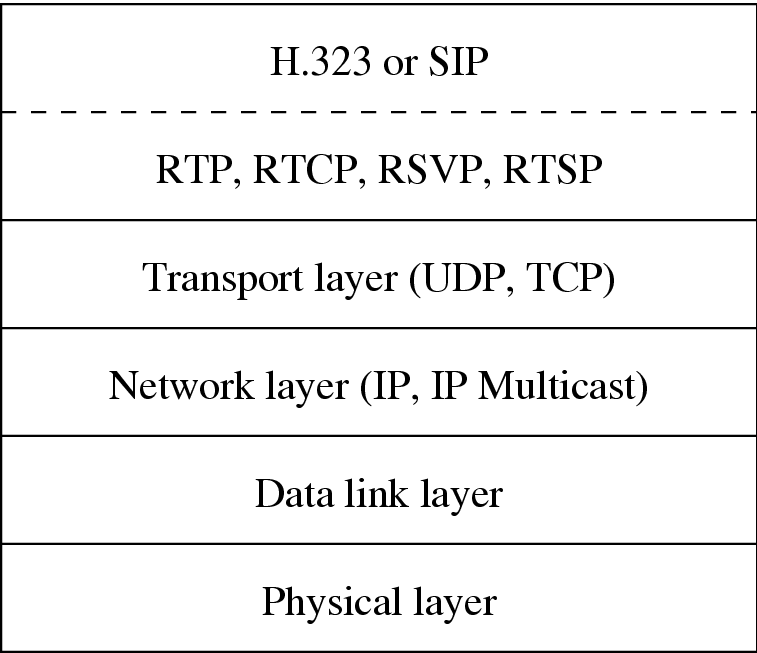 H.323 or SIP
RTP, RTCP, RSVP, RTSP
Transport layer (UDP, TCP)
Network layer (IP, IP Multicast)
Data link layer
Physical layer